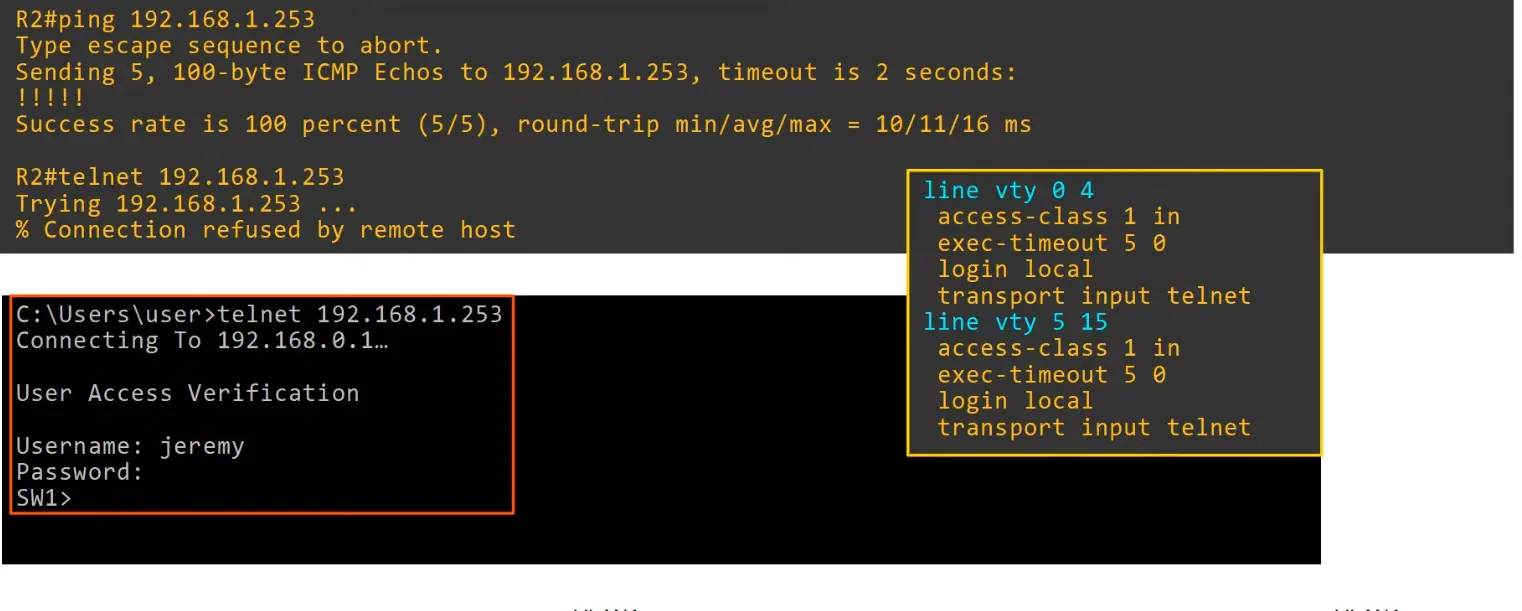 R2#ping 192.168.1.253
Type escape sequence to abort.
Sending 5, 100-byte ICMP Echos to 192.168.1.253, timeout is 2 seconds:
!!!!!
Success rate is 100 percent (5/5), round-trip min/avg/max = 10/11/16 ms
R2#telnet 192.168.1.253
Trying 192.168.1.253 ...
% Connection refused by remote host
line vty 0 4
access-class 1 in
exec-timeout 5 0
login local
transport input telnet
line vty 5 15
access-class 1 in
exec-timeout 5 0
login local
transport input telnet
C:\Users\user>telnet 192.168.1.253
Connecting To 192.168.0.1…
User Access Verification
Username: jeremy
Password:
SW1>